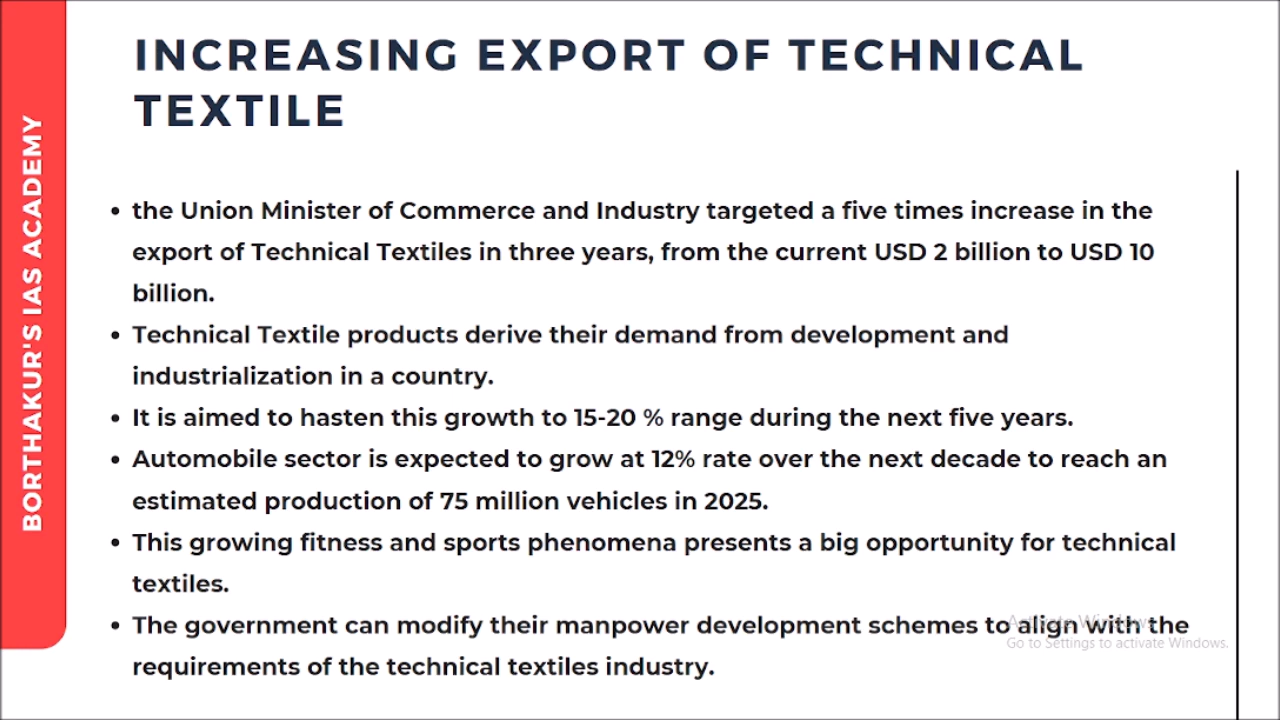 INCREASING EXPORT OF TECHNICAL
TEXTILE
BORTHAKUR'S IAS ACADEMY
• the Union Minister of Commerce and Industry targeted a five times increase in the
export of Technical Textiles in three years, from the current USD 2 billion to USD 10
billion.
• Technical Textile products derive their demand from development and
industrialization in a country.
• It is aimed to hasten this growth to 15-20 % range during the next five years.
• Automobile sector is expected to grow at 12% rate over the next decade to reach an
estimated production of 75 million vehicles in 2025.
• This growing fitness and sports phenomena presents a big opportunity for technical
textiles.
• The government can modify their manpower development schemes to align with the
requirements of the technical textiles industry.
Activate Windows
Go to Settings to activate Windows.